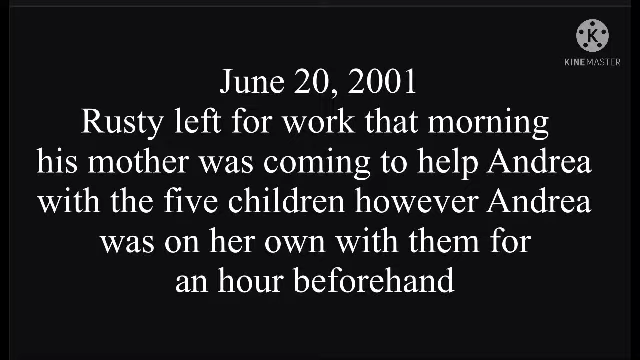 K
KINEMASTER
June 20, 2001
Rusty left for work that morning
his mother was coming to help Andrea
with the five children however Andrea
was on her own with them for
an hour beforehand